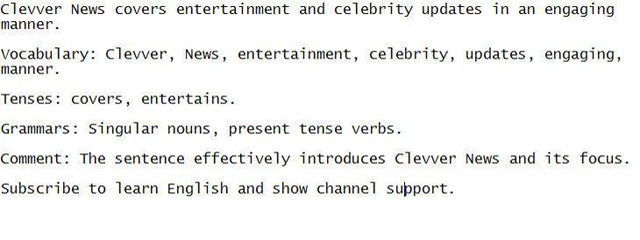 Clevver News covers entertainment and celebrity updates in an engaging
manner.
Vocabulary: Clevver, News, entertainment, celebrity, updates, engaging,
manner.
Tenses: covers, entertains.
Grammars: Singular nouns, present tense verbs.
Comment: The sentence effectively introduces Clevver News and its focus.
Subscribe to learn English and show channel support.